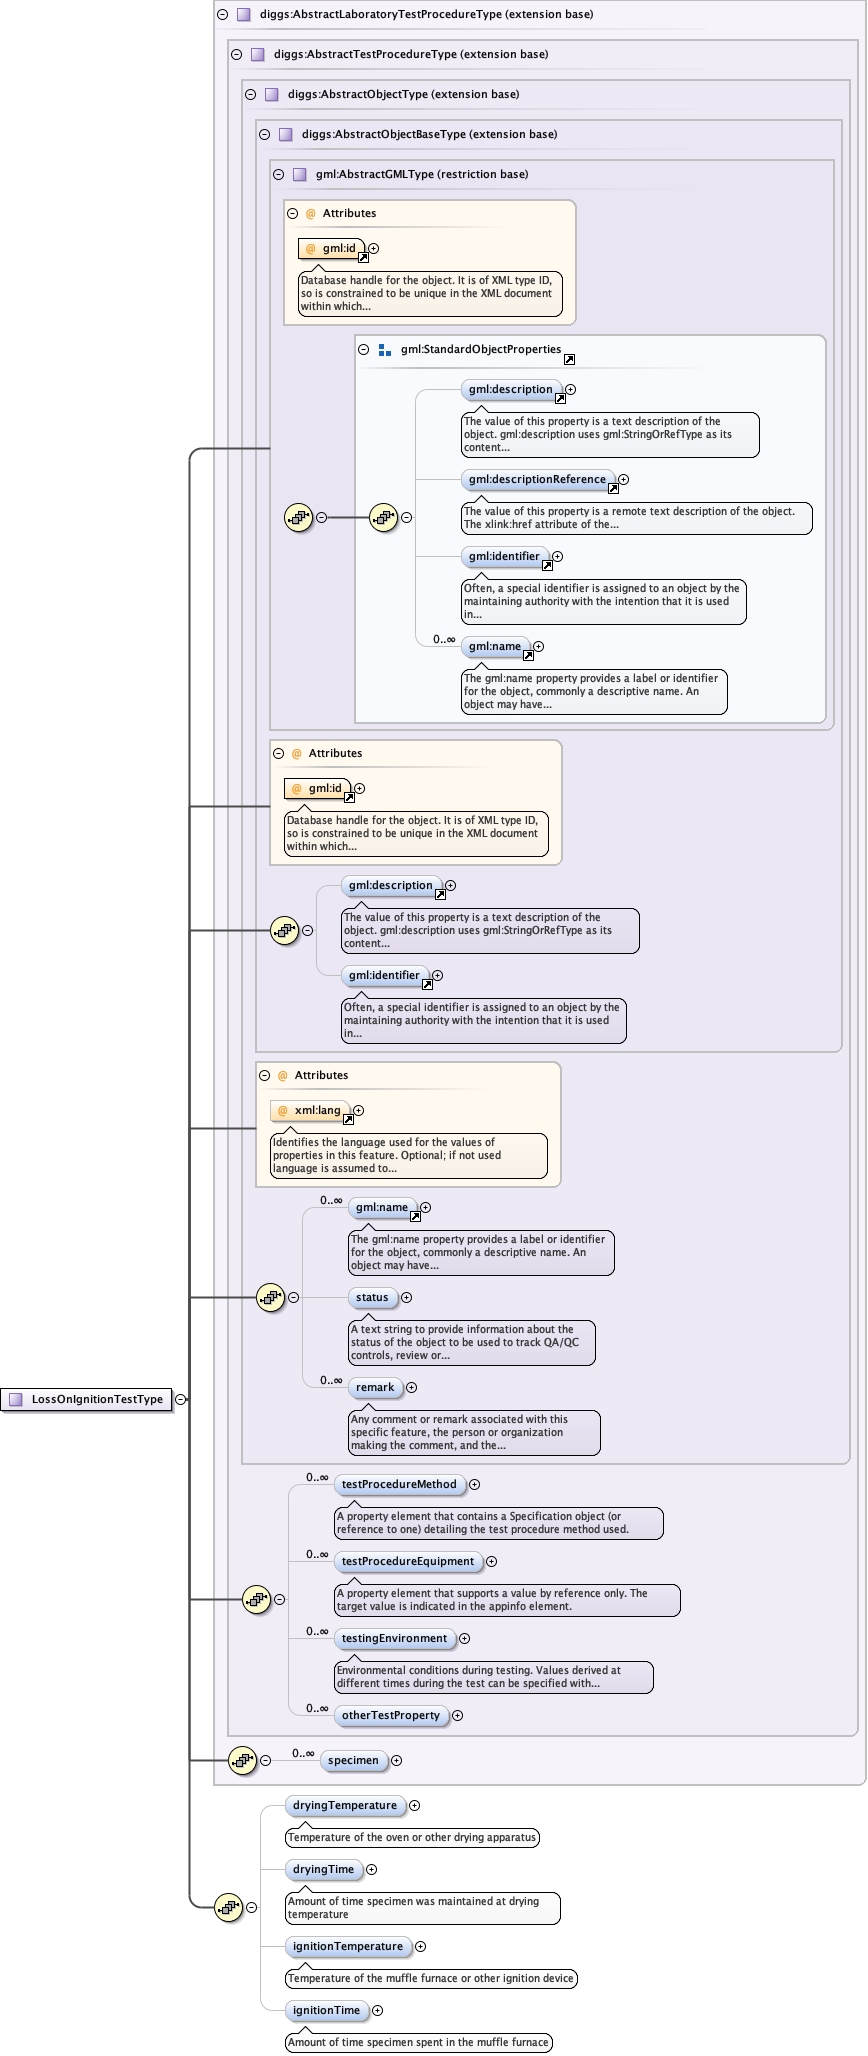 diggs:AbstractLaboratoryTestProcedureType (extension base)
diggs:AbstractTestProcedureType (extension base)
diggs:AbstractObjectType (extension base)
diggs:AbstractObjectBaseType (extension base)
gml:AbstractGMLType (restriction base)
@ Attributes
@ gml:id
Database handle for the object. It is of XML type ID,
so is constrained to be unique in the XML document
within which...
gml:StandardObjectProperties
gml:description
The value of this property is a text description of the
object. gml:description uses gml:StringOrRefType as its
content...
gml:descriptionReference
The value of this property is a remote text description of the object.
The xlink:href attribute of the...
gml:identifier
Often, a special identifier is assigned to an object by the
maintaining authority with the intention that it is used
in...
0..∞ gml:name
The gml:name property provides a label or identifier
for the object, commonly a descriptive name. An
object may have...
@ Attributes
@ gml:id
Database handle for the object. It is of XML type ID,
so is constrained to be unique in the XML document
within which...
gml:description
The value of this property is a text description of the
object. gml:description uses gml:StringOrRefType as its
content...
gml:identifier
Often, a special identifier is assigned to an object by the
maintaining authority with the intention that it is used
in...
@ Attributes
@ xml:lang
Identifies the language used for the values of
properties in this feature. Optional; if not used
language is assumed to...
0..∞ gml:name
The gml:name property provides a label or identifier
for the object, commonly a descriptive name. An
object may have...
status
A text string to provide information about the
status of the object to be used to track QA/QC
controls, review or...
0..∞ remark
Any comment or remark associated with this
specific feature, the person or organization
making the comment, and the...
LossOnIgnitionTestType
0..∞ testProcedureMethod
A property element that contains a Specification object (or
reference to one) detailing the test procedure method used.
0..∞ testProcedureEquipment
A property element that supports a value by reference only. The
target value is indicated in the appinfo element.
0..∞ testingEnvironment
Environmental conditions during testing. Values derived at
different times during the test can be specified with...
0..∞ otherTestProperty
0..∞ specimen
dryingTemperature
Temperature of the oven or other drying apparatus
dryingTime
Amount of time specimen was maintained at drying
temperature
ignitionTemperature
Temperature of the muffle furnace or other ignition device
ignitionTime
Amount of time specimen spent in the muffle furnace